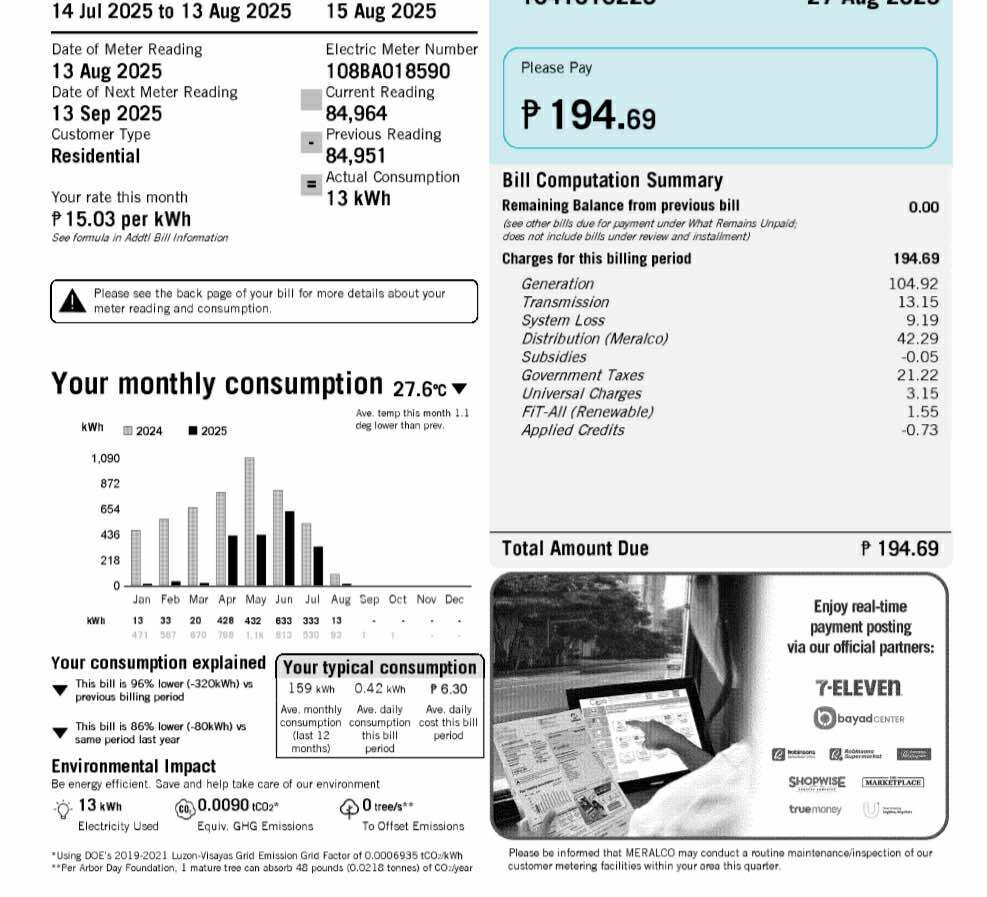 14 Jul 2025 to 13 Aug 2025
15 Aug 2025
Date of Meter Reading
13 Aug 2025
Date of Next Meter Reading
13 Sep 2025
Customer Type
Residential
Your rate this month
₱ 15.03 per kWh
See formula in Addtl Bill Information
Electric Meter Number
108BA018590
Current Reading
84,964
- Previous Reading
84,951
= Actual Consumption
13 kWh
Please see the back page of your bill for more details about your
meter reading and consumption.
Your monthly consumption 27.6°C
Ave. temp this month 1.1
deg lower than prev.
kWh 2024 2025
1,090
872
654
436
218
0
Jan Feb Mar Apr May Jun Jul Aug Sep Oct Nov Dec
kWh 13 33 20 428 432 633 333 13 - - - -
471 587 670 798 1.1k 813 530 93 1 1 - -
Your consumption explained
This bill is 96% lower (-320kWh) vs
previous billing period
This bill is 86% lower (-80kWh) vs
same period last year
Your typical consumption
159 kWh 0.42 kWh ₱ 6.30
Ave. monthly
consumption
(last 12
months)
Ave. daily
consumption
this bill
period
Ave. daily
cost this bill
period
Environmental Impact
Be energy efficient. Save and help take care of our environment
13 kWh
Electricity Used
CO₂ 0.0090 tCO₂*
Equiv. GHG Emissions
0 tree/s**
To Offset Emissions
*Using DOE's 2019-2021 Luzon-Visayas Grid Emission Grid Factor of 0.0006935 tCO₂/kWh
**Per Arbor Day Foundation, 1 mature tree can absorb 48 pounds (0.0218 tonnes) of CO₂/year
27 Aug 2025
Please Pay
₱ 194.69
Bill Computation Summary
Remaining Balance from previous bill 0.00
(see other bills due for payment under What Remains Unpaid;
does not include bills under review and installment)
Charges for this billing period 194.69
Generation 104.92
Transmission 13.15
System Loss 9.19
Distribution (Meralco) 42.29
Subsidies -0.05
Government Taxes 21.22
Universal Charges 3.15
FiT-All (Renewable) 1.55
Applied Credits -0.73
Total Amount Due ₱ 194.69
Enjoy real-time
payment posting
via our official partners:
7-ELEVEN
bayad CENTER
Robinsons
Robinsons
Supermarket
SHOPWISE
MARKETPLACE
truemoney
Please be informed that MERALCO may conduct a routine maintenance/inspection of our
customer metering facilities within your area this quarter.